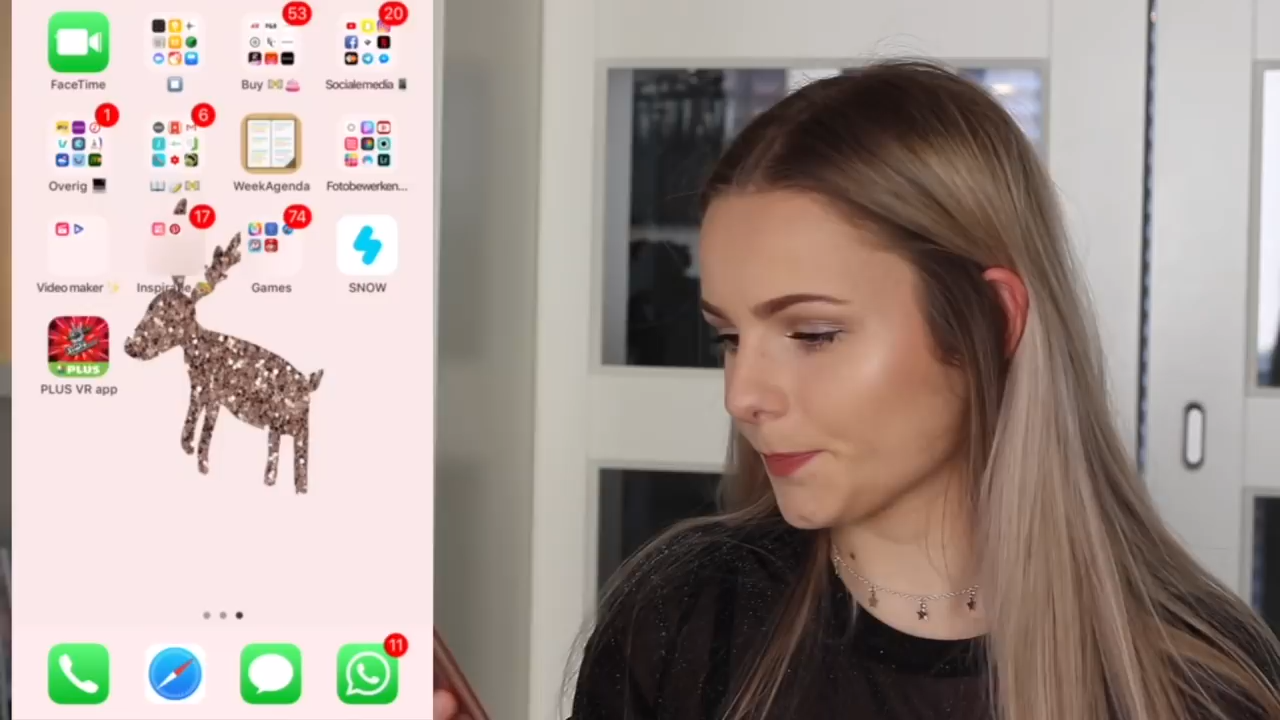 53
20
FaceTime
Buy
Socialemedia
1
6
Overig
WeekAgenda
Fotobewerken...
17
74
Video maker
Inspiratie
Games
SNOW
PLUS
PLUS VR app
11